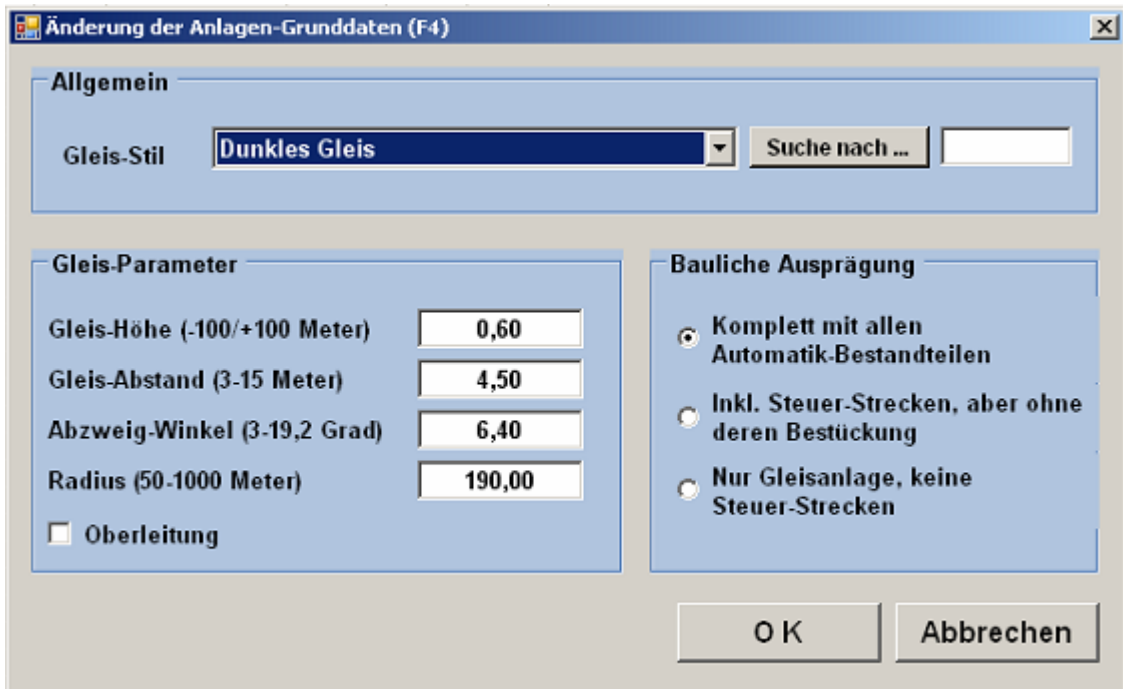 Änderung der Anlagen-Grunddaten (F4)
Allgemein
Gleis-Stil
Dunkles Gleis
Suche nach ...
Gleis-Parameter
Gleis-Höhe (-100/+100 Meter)
0,60
Gleis-Abstand (3-15 Meter)
4,50
Abzweig-Winkel (3-19,2 Grad)
6,40
Radius (50-1000 Meter)
190,00
Oberleitung
Bauliche Ausprägung
Komplett mit allen
Automatik-Bestandteilen
Inkl. Steuer-Strecken, aber ohne
deren Bestückung
Nur Gleisanlage, keine
Steuer-Strecken
O K
Abbrechen